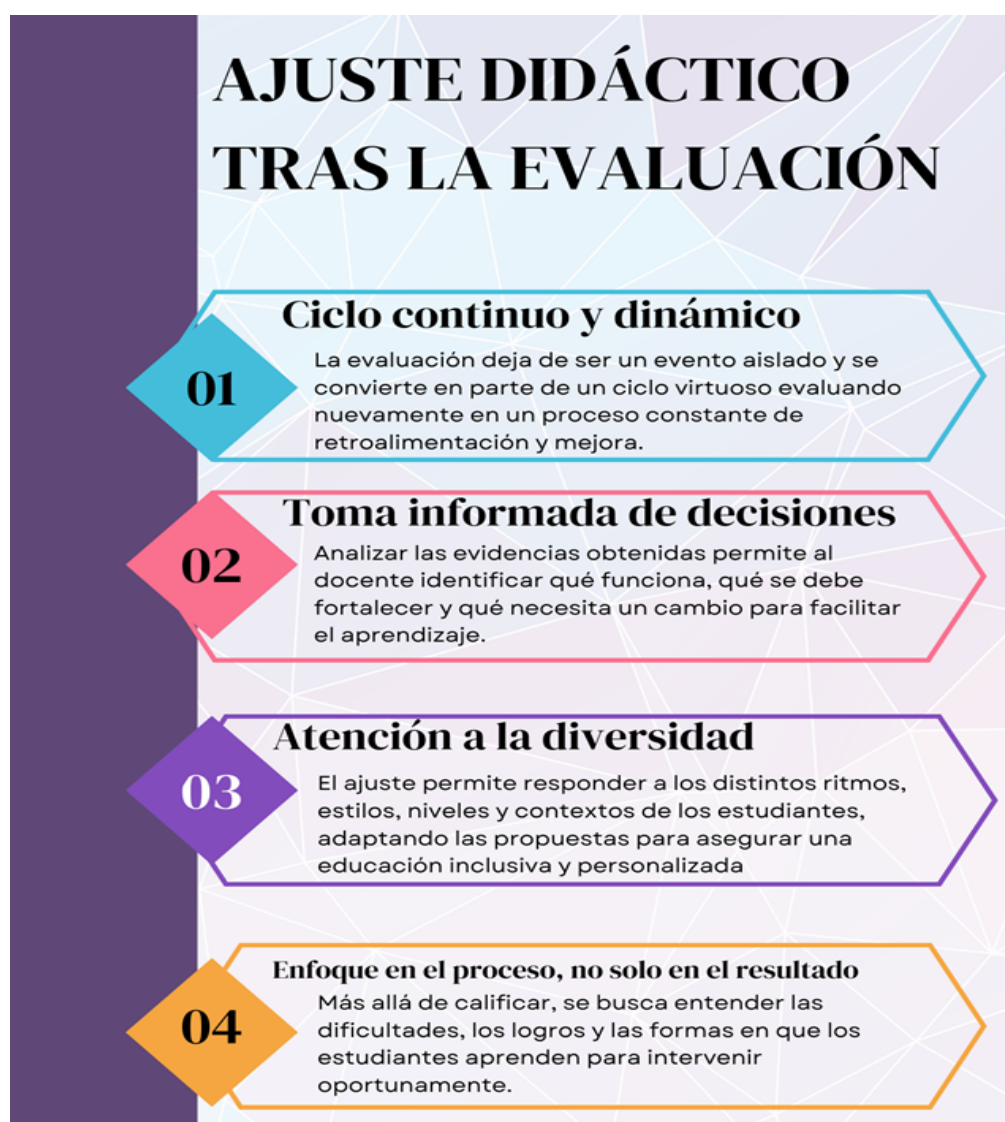 AJUSTE DIDÁCTICO
TRAS LA EVALUACIÓN
01
Ciclo continuo y dinámico
La evaluación deja de ser un evento aislado y se
convierte en parte de un ciclo virtuoso evaluando
nuevamente en un proceso constante de
retroalimentación y mejora.
02
Toma informada de decisiones
Analizar las evidencias obtenidas permite al
docente identificar qué funciona, qué se debe
fortalecer y qué necesita un cambio para facilitar
el aprendizaje.
03
Atención a la diversidad
El ajuste permite responder a los distintos ritmos,
estilos, niveles y contextos de los estudiantes,
adaptando las propuestas para asegurar una
educación inclusiva y personalizada
04
Enfoque en el proceso, no solo en el resultado
Más allá de calificar, se busca entender las
dificultades, los logros y las formas en que los
estudiantes aprenden para intervenir
oportunamente.